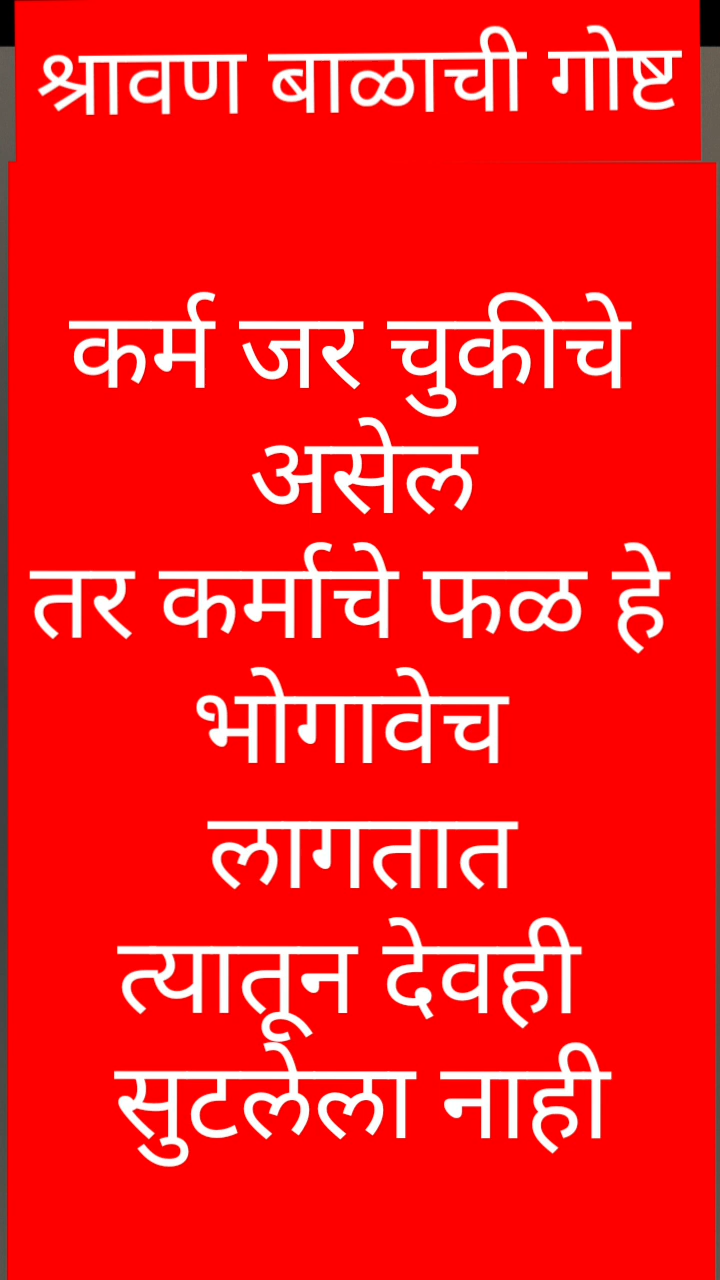 श्रावण बाळाची गोष्ट
कर्म जर चुकीचे
असेल
तर कर्माचे फळ हे
भोगावेच
लागतात
त्यातून देवही
सुटलेला नाही